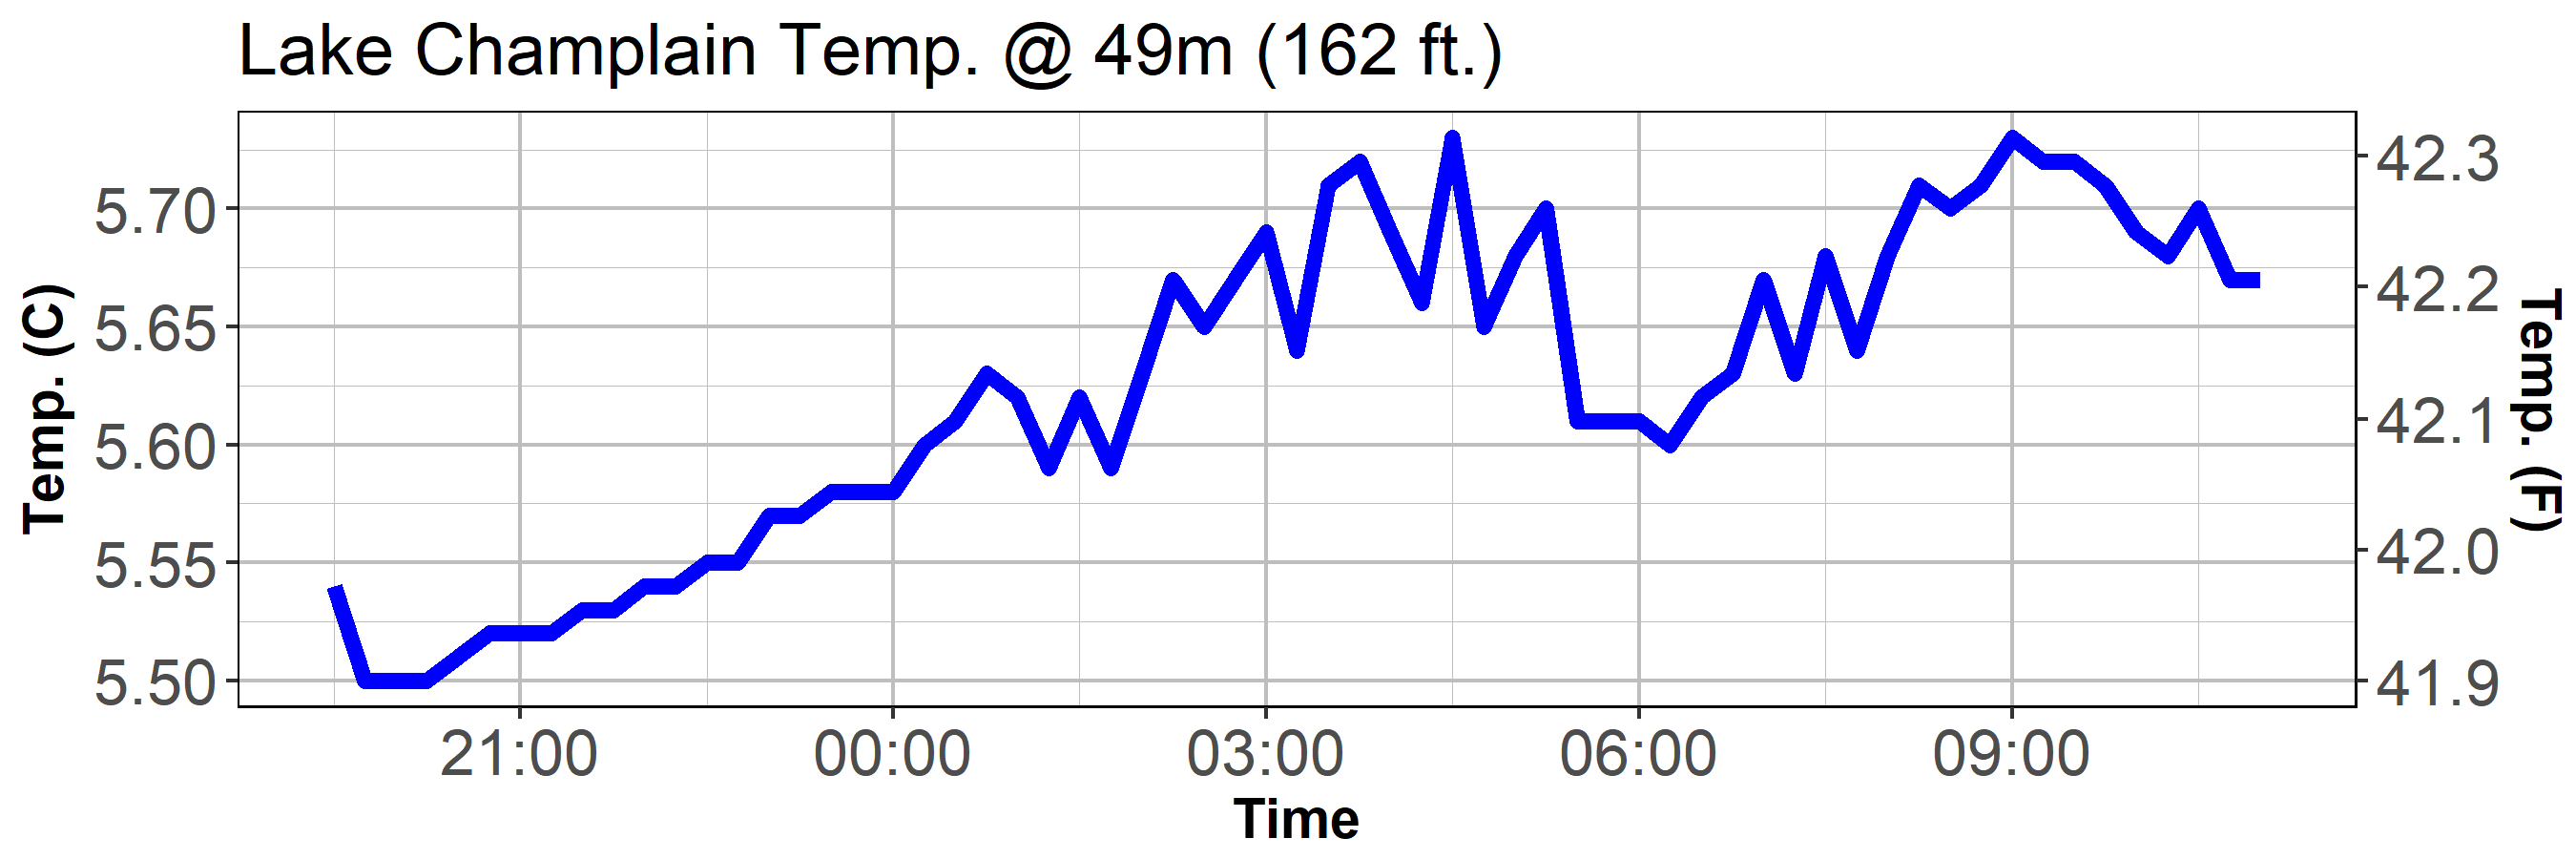 Lake Champlain Temp. @ 49m (162 ft.)
Temp. (C)
5.70
5.65
5.60
5.55
5.50
42.3
42.2
42.1
42.0
41.9
Temp. (F)
21:00 00:00 03:00 06:00 09:00
Time